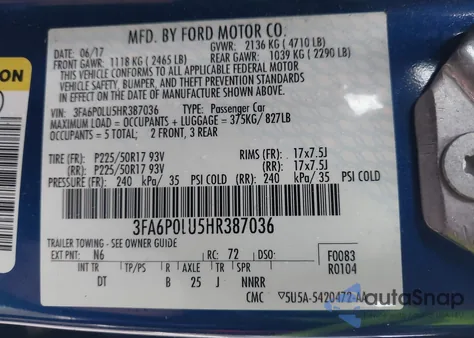 MFD. BY FORD MOTOR CO.
DATE: 06/17 GVWR: 2136 KG ( 4710 LB)
FRONT GAWR: 1118 KG ( 2465 LB) REAR GAWR: 1039 KG ( 2290 LB)
THIS VEHICLE CONFORMS TO ALL APPLICABLE FEDERAL MOTOR
VEHICLE SAFETY, BUMPER, AND THEFT PREVENTION STANDARDS IN
EFFECT ON THE DATE OF MANUFACTURE SHOWN ABOVE.
VIN: 3FA6P0LU5HR387036 TYPE: Passenger Car
MAXIMUM LOAD = OCCUPANTS + LUGGAGE = 375KG/ 827LB
OCCUPANTS = 5 TOTAL; 2 FRONT, 3 REAR
TIRE (FR): P225/50R17 93V RIMS (FR): 17x7.5J
(RR): P225/50R17 93V (RR): 17x7.5J
PRESSURE (FR): 240 kPa/ 35 PSI COLD (RR): 240 kPa/ 35 PSI COLD
3FA6P0LU5HR387036
TRAILER TOWING - SEE OWNER GUIDE
EXT PNT: N6 RC: 72 DSO: F0083
R0104
INT TR TP/PS R AXLE TR SPR
DT B 25 J NNRR
CMC 5U5A-5420472-AA
autoSnap